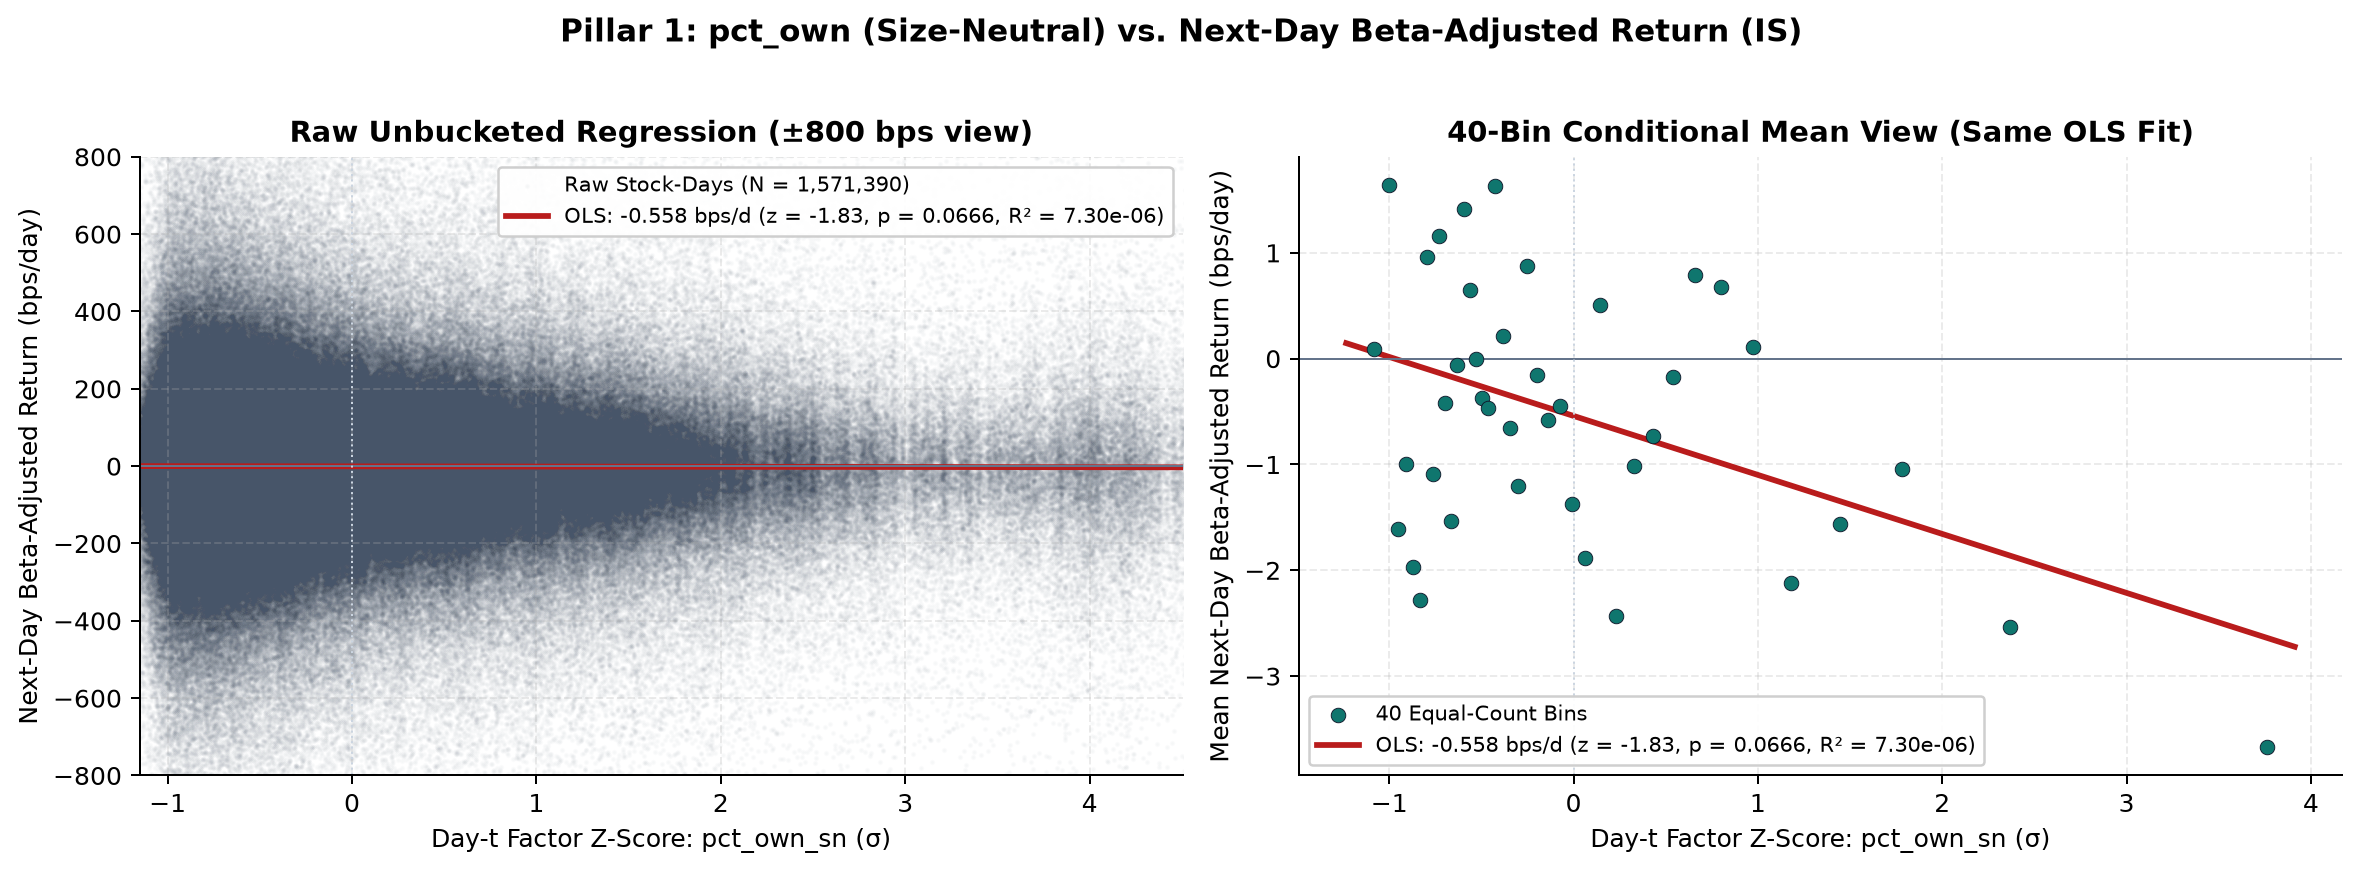 Pillar 1: pct_own (Size-Neutral) vs. Next-Day Beta-Adjusted Return (IS)
Raw Unbucketed Regression (±800 bps view)
Next-Day Beta-Adjusted Return (bps/day)
800
600
400
200
0
−200
−400
−600
−800
Raw Stock-Days (N = 1,571,390)
OLS: -0.558 bps/d (z = -1.83, p = 0.0666, R² = 7.30e-06)
−1
0
1
2
3
4
Day-t Factor Z-Score: pct_own_sn (σ)
40-Bin Conditional Mean View (Same OLS Fit)
Mean Next-Day Beta-Adjusted Return (bps/day)
1
0
−1
−2
−3
40 Equal-Count Bins
OLS: -0.558 bps/d (z = -1.83, p = 0.0666, R² = 7.30e-06)
−1
0
1
2
3
4
Day-t Factor Z-Score: pct_own_sn (σ)